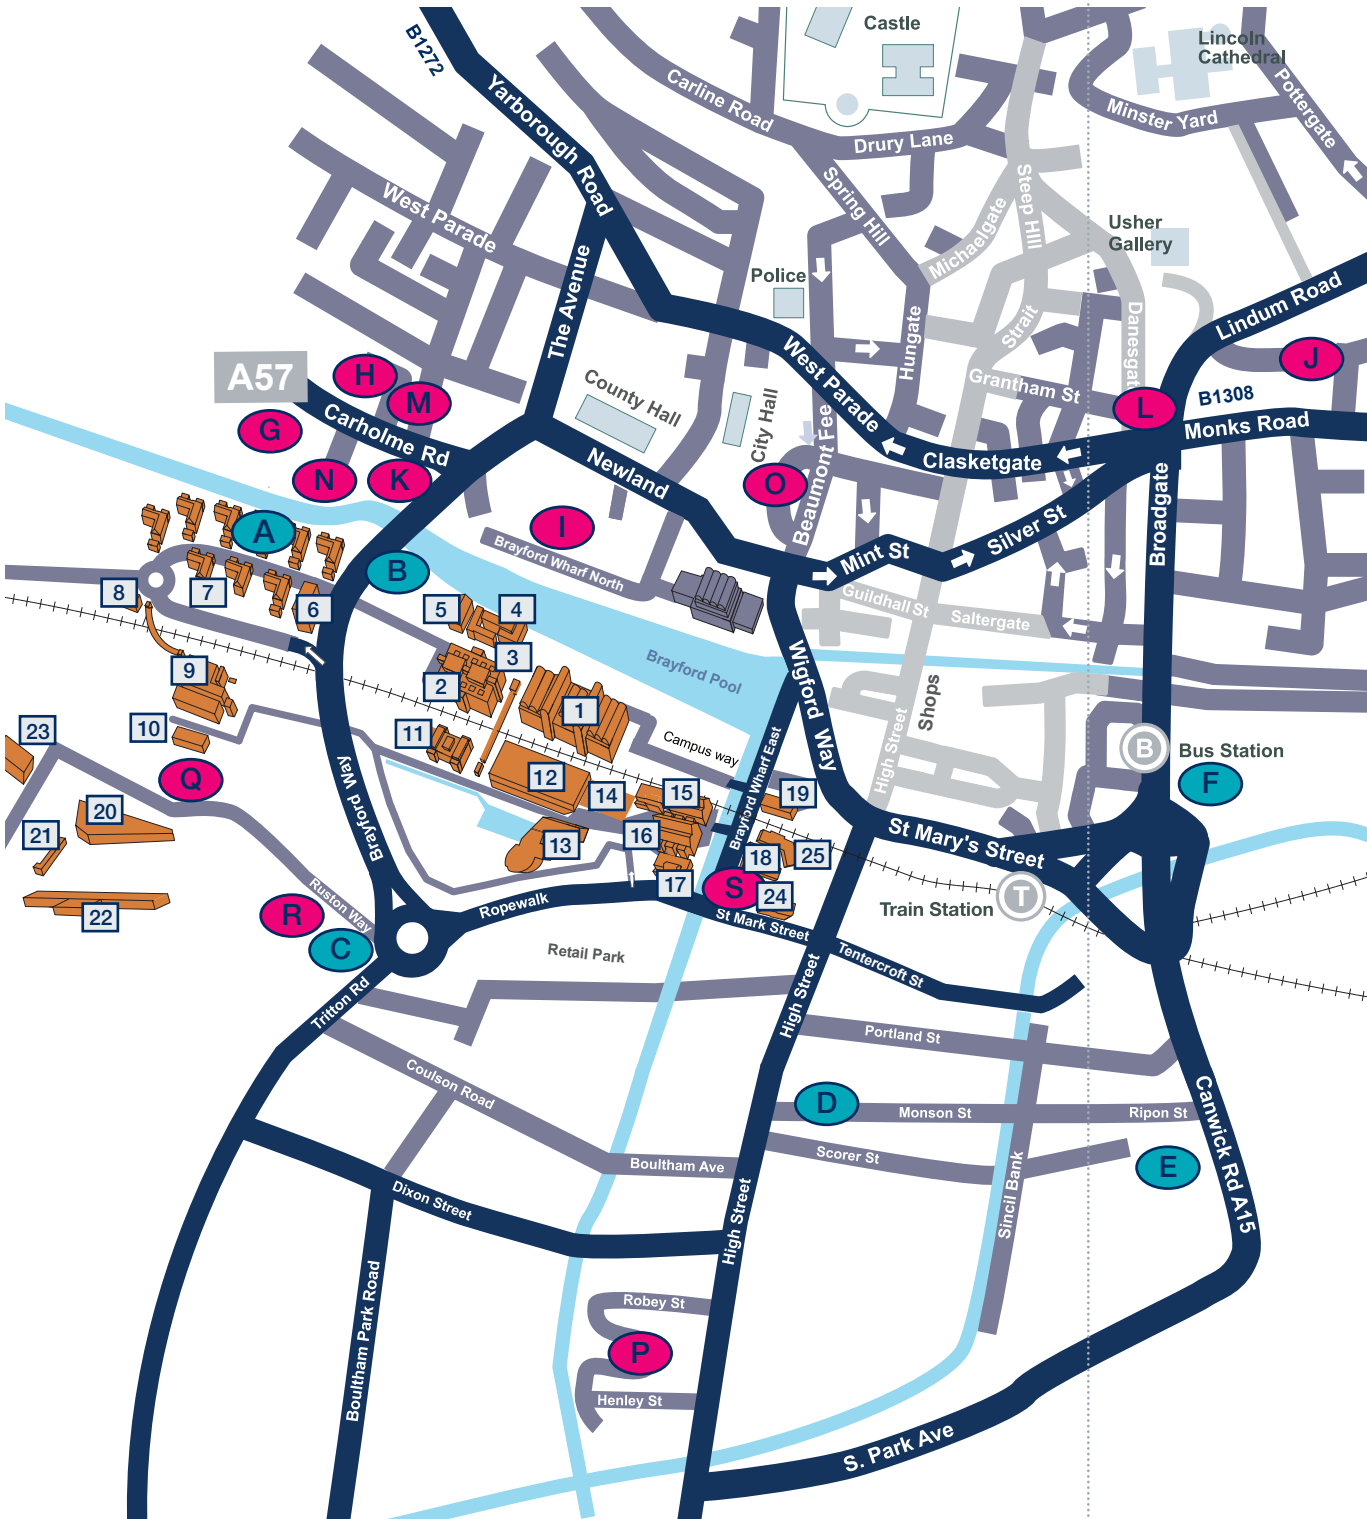 Castle
Lincoln
Cathedral
B1272
Yarborough Road
Carline Road
Pottergate
Minster Yard
Drury Lane
West Parade
Spring Hill
Steep HIll
Michaelgate
Usher
Gallery
The Avenue
Police
Lindum Road
Strait
Danesgate
Hungate
West Parade
A57
H
M
County Hall
City Hall
Grantham St
J
L
B1308
Carholme Rd
G
Monks Road
Beaumont Fee
Clasketgate
N
K
Newland
O
Broadgate
I
Silver St
A
Brayford Wharf North
Mint St
B
8
7
6
5
4
Guildhall St
Saltergate
3
Brayford Pool
9
2
1
Wigford Way
Shops
High Street
10
11
Campus way
23
B
Bus Station
Q
12
14
15
19
F
Brayford Wharf East
Brayford Way
20
21
16
13
18
25
St Mary's Street
17
S
24
T
Train Station
22
R
Ruston Way
C
Ropewalk
St Mark Street
Retail Park
Tentercroft St
High Street
Tritton Rd
Portland St
Coulson Road
D
Monson St
Ripon St
Canwick Rd A15
Boultham Ave
Scorer St
E
Sincil Bank
Dixon Street
High Street
Boultham Park Road
Robey St
P
Henley St
S. Park Ave